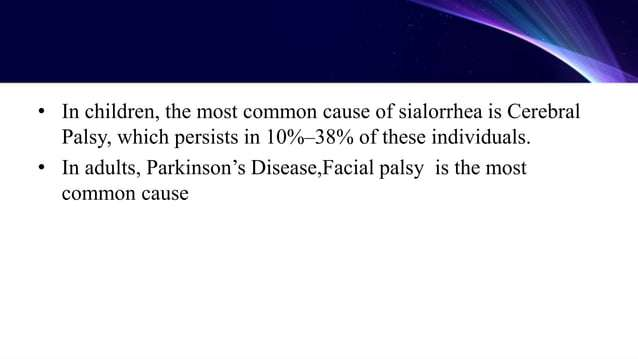 • In children, the most common cause of sialorrhea is Cerebral
Palsy, which persists in 10%–38% of these individuals.
• In adults, Parkinson’s Disease,Facial palsy  is the most
common cause